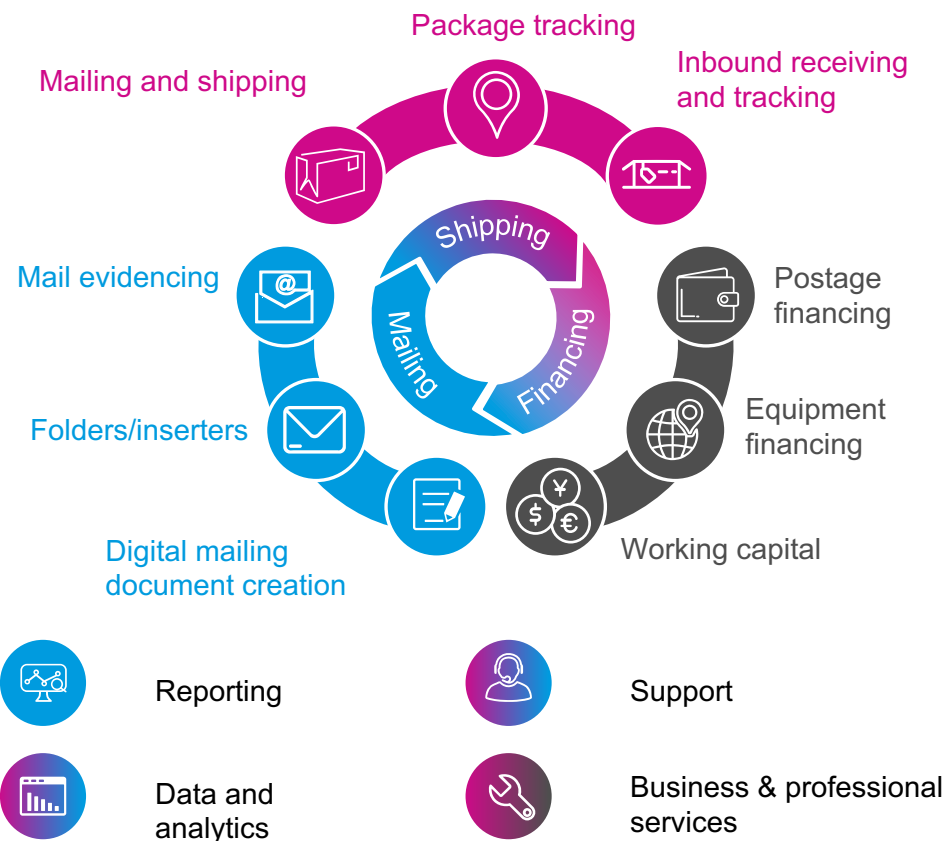 Package tracking
Mailing and shipping
Inbound receiving
and tracking
Shipping
Mailing
Financing
Mail evidencing
@
Postage
financing
Folders/inserters
Equipment
financing
¥
$
€
Digital mailing
document creation
Working capital
Reporting
Support
Data and
analytics
Business & professional
services